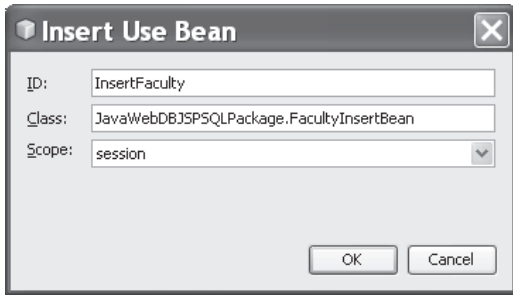 Insert Use Bean
ID: InsertFaculty
Class: JavaWebDBJSPSQLPackage.FacultyInsertBean
Scope: session
OK Cancel